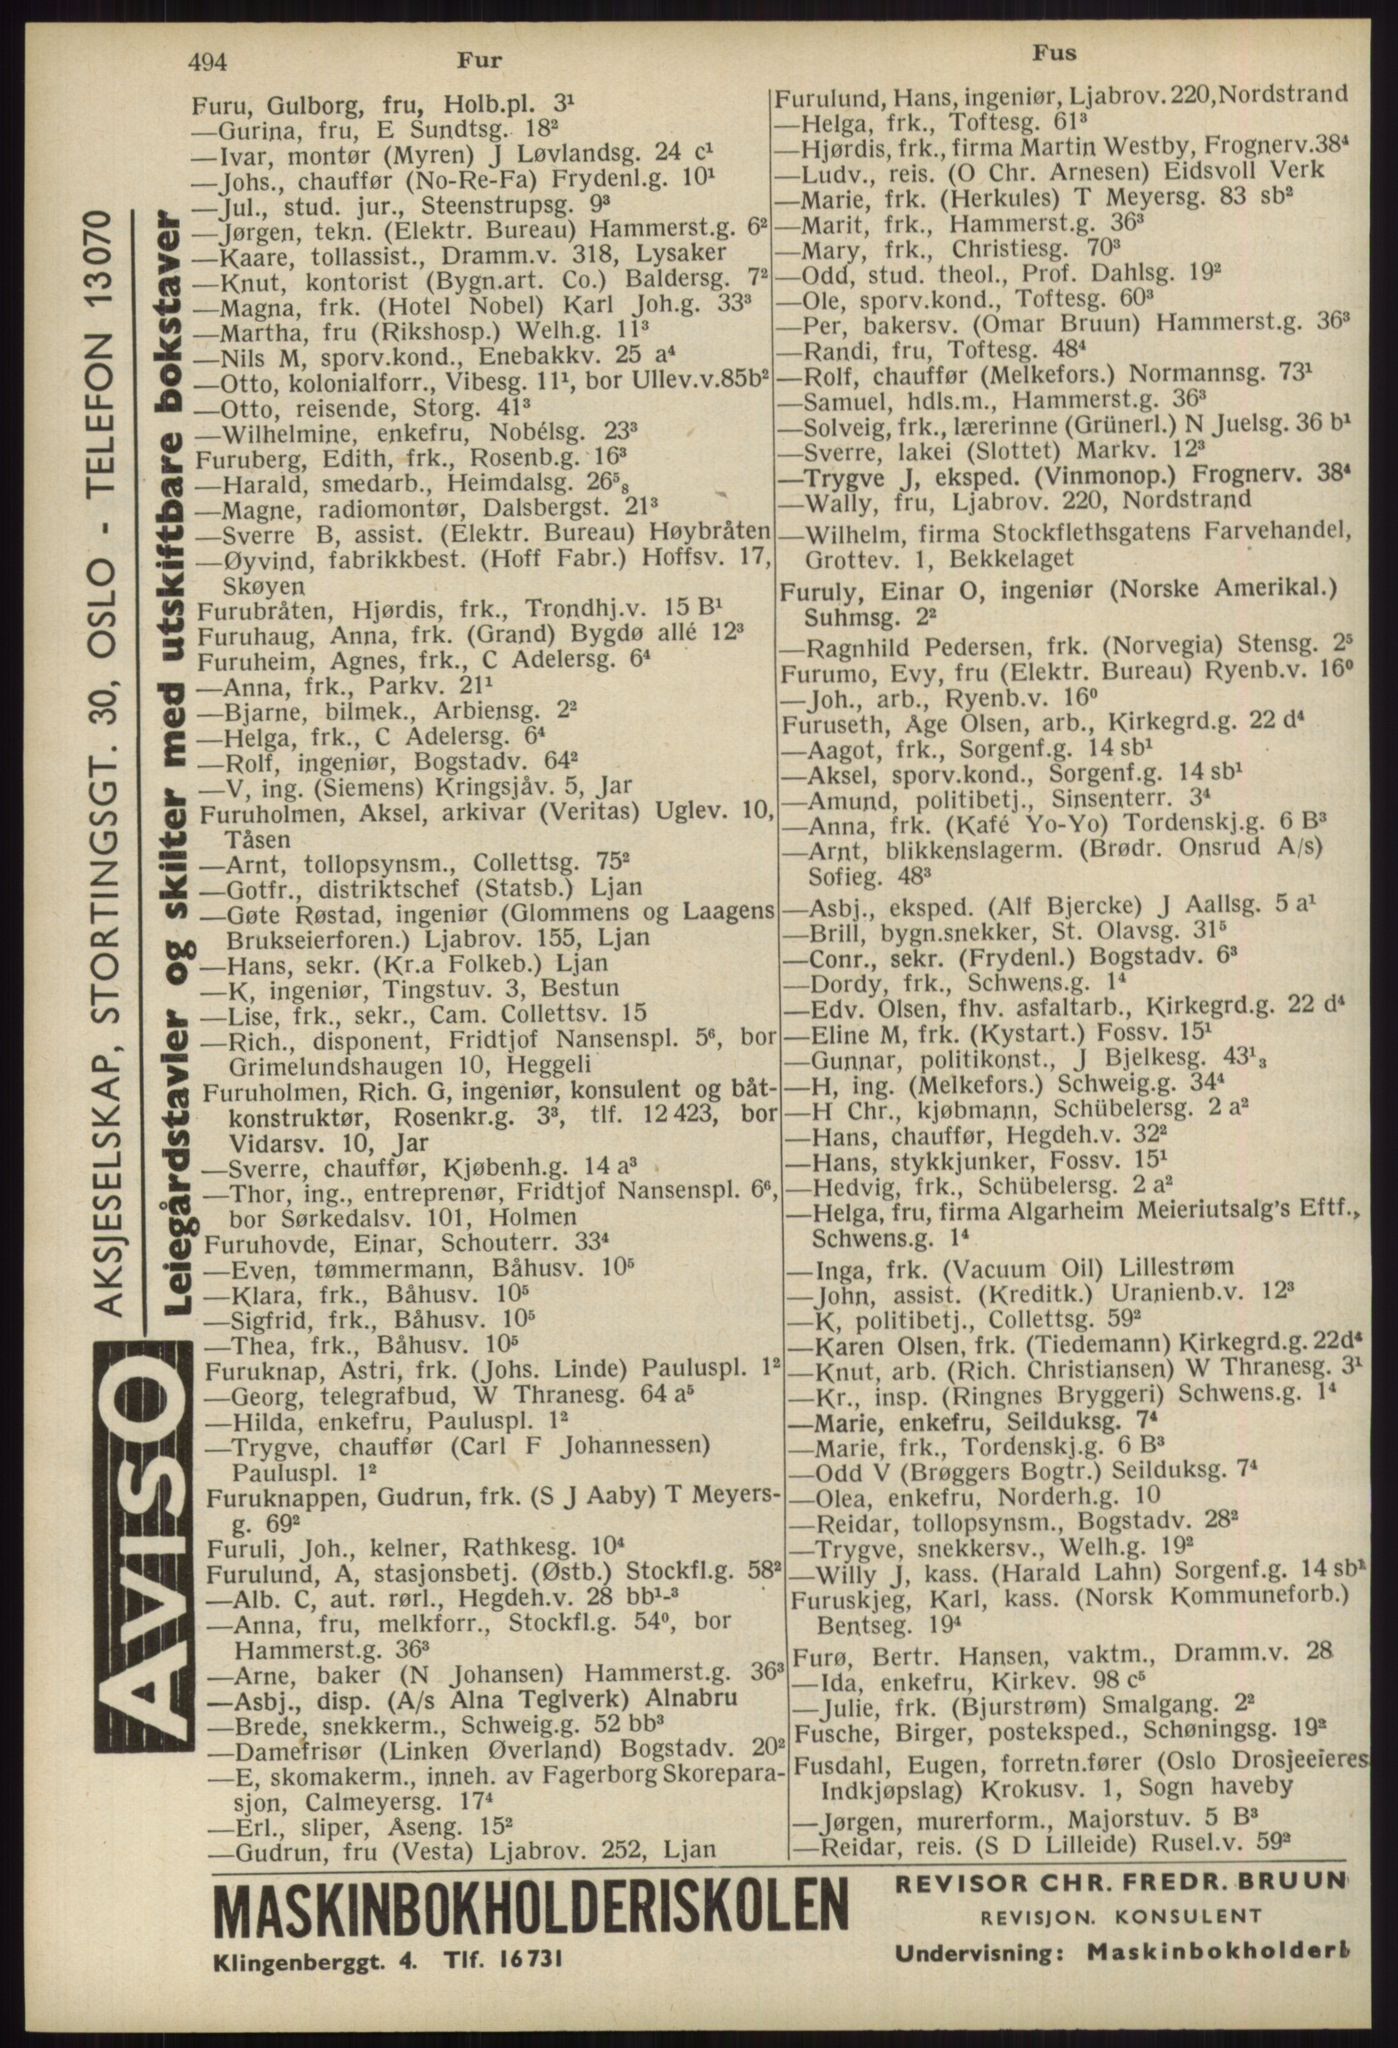 494
Fur
Fus
Furu, Gulborg, fru, Holb.pl. 3¹
—Gurina, fru, E Sundtsg. 18²
—Ivar, montør (Myren) J Løvlandsg. 24 c¹
—Johs., chauffør (No-Re-Fa) Frydenl.g. 10¹
—Jul., stud. jur., Steenstrupsg. 9³
—Jørgen, tekn. (Elektr. Bureau) Hammerst.g. 6²
—Kaare, tollassist., Dramm.v. 318, Lysaker
—Knut, kontorist (Bygn.art. Co.) Baldersg. 7²
—Magna, frk. (Hotel Nobel) Karl Joh.g. 33³
—Martha, fru (Rikshosp.) Welh.g. 11³
—Nils M, sporv.kond., Enebakkv. 25 a⁴
—Otto, kolonialforr., Vibesg. 11¹, bor Ullev.v.85b²
—Otto, reisende, Storg. 41³
—Wilhelmine, enkefru, Nobélsg. 23³
Furuberg, Edith, frk., Rosenb.g. 16³
—Harald, smedarb., Heimdalsg. 26⁵₈
—Magne, radiomontør, Dalsbergst. 21³
—Sverre B, assist. (Elektr. Bureau) Høybråten
—Øyvind, fabrikkbest. (Hoff Fabr.) Hoffsv. 17,
Skøyen
Furubråten, Hjørdis, frk., Trondhj.v. 15 B¹
Furuhaug, Anna, frk. (Grand) Bygdø allé 12³
Furuheim, Agnes, frk., C Adelersg. 6⁴
—Anna, frk., Parkv. 21¹
—Bjarne, bilmek., Arbiensg. 2²
—Helga, frk., C Adelersg. 6⁴
—Rolf, ingeniør, Bogstadv. 64²
—V, ing. (Siemens) Kringsjåv. 5, Jar
Furuholmen, Aksel, arkivar (Veritas) Uglev. 10,
Tåsen
—Arnt, tollopsynsm., Collettsg. 75²
—Gotfr., distriktschef (Statsb.) Ljan
—Gøte Røstad, ingeniør (Glommens og Laagens
Brukseierforen.) Ljabrov. 155, Ljan
—Hans, sekr. (Kr.a Folkeb.) Ljan
—K, ingeniør, Tingstuv. 3, Bestun
—Lise, frk., sekr., Cam. Collettsv. 15
—Rich., disponent, Fridtjof Nansenspl. 5⁶, bor
Grimelundshaugen 10, Heggeli
Furuholmen, Rich. G, ingeniør, konsulent og båt-
konstruktør, Rosenkr.g. 3³, tlf. 12 423, bor
Vidarsv. 10, Jar
—Sverre, chauffør, Kjøbenh.g. 14 a³
—Thor, ing., entreprenør, Fridtjof Nansenspl. 6⁶,
bor Sørkedalsv. 101, Holmen
Furuhovde, Einar, Schouterr. 33⁴
—Even, tømmermann, Båhusv. 10⁵
—Klara, frk., Båhusv. 10⁵
—Sigfrid, frk., Båhusv. 10⁵
—Thea, frk., Båhusv. 10⁵
Furuknap, Astri, frk. (Johs. Linde) Pauluspl. 1²
—Georg, telegrafbud, W Thranesg. 64 a⁵
—Hilda, enkefru, Pauluspl. 1²
—Trygve, chauffør (Carl F Johannessen)
Pauluspl. 1²
Furuknappen, Gudrun, frk. (S J Aaby) T Meyers-
g. 69²
Furuli, Joh., kelner, Rathkesg. 10⁴
Furulund, A, stasjonsbetj. (Østb.) Stockfl.g. 58²
—Alb. C, aut. rørl., Hegdeh.v. 28 bb¹-³
—Anna, fru, melkforr., Stockfl.g. 54⁰, bor
Hammerst.g. 36³
—Arne, baker (N Johansen) Hammerst.g. 36³
—Asbj., disp. (A/s Alna Teglverk) Alnabru
—Brede, snekkerm., Schweig.g. 52 bb³
—Damefrisør (Linken Øverland) Bogstadv. 20²
—E, skomakerm., inneh. av Fagerborg Skorepara-
sjon, Calmeyersg. 17⁴
—Erl., sliper, Åseng. 15²
—Gudrun, fru (Vesta) Ljabrov. 252, Ljan
Furulund, Hans, ingeniør, Ljabrov. 220, Nordstrand
—Helga, frk., Toftesg. 61³
—Hjørdis, frk., firma Martin Westby, Frognerv.38⁴
—Ludv., reis. (O Chr. Arnesen) Eidsvoll Verk
—Marie, frk. (Herkules) T Meyersg. 83 sb²
—Marit, frk., Hammerst.g. 36³
—Mary, frk., Christiesg. 70³
—Odd, stud. theol., Prof. Dahlsg. 19²
—Ole, sporv.kond., Toftesg. 60³
—Per, bakersv. (Omar Bruun) Hammerst.g. 36³
—Randi, fru, Toftesg. 48⁴
—Rolf, chauffør (Melkefors.) Normannsg. 73¹
—Samuel, hdls.m., Hammerst.g. 36³
—Solveig, frk., lærerinne (Grünerl.) N Juelsg. 36 b¹
—Sverre, lakei (Slottet) Markv. 12³
—Trygve J, eksped. (Vinmonop.) Frognerv. 38⁴
—Wally, fru, Ljabrov. 220, Nordstrand
—Wilhelm, firma Stockflethsgatens Farvehandel,
Grottev. 1, Bekkelaget
Furuly, Einar O, ingeniør (Norske Amerikal.)
Suhmsg. 2²
—Ragnhild Pedersen, frk. (Norvegia) Stensg. 2⁵
Furumo, Evy, fru (Elektr. Bureau) Ryenb.v. 16⁰
—Joh., arb., Ryenb.v. 16⁰
Furuseth, Åge Olsen, arb., Kirkegrd.g. 22 d⁴
—Aagot, frk., Sorgenf.g. 14 sb¹
—Aksel, sporv.kond., Sorgenf.g. 14 sb¹
—Amund, politibetj., Sinsenterr. 3⁴
—Anna, frk. (Kafé Yo-Yo) Tordenskj.g. 6 B³
—Arnt, blikkenslagerm. (Brødr. Onsrud A/s)
Sofieg. 48³
—Asbj., eksped. (Alf Bjercke) J Aallsg. 5 a¹
—Brill, bygn.snekker, St. Olavsg. 31⁵
—Conr., sekr. (Frydenl.) Bogstadv. 6³
—Dordy, frk., Schwens.g. 1⁴
—Edv. Olsen, fhv. asfaltarb., Kirkegrd.g. 22 d⁴
—Eline M, frk. (Kystart.) Fossv. 15¹
—Gunnar, politikonst., J Bjelkesg. 43¹₃
—H, ing. (Melkefors.) Schweig.g. 34⁴
—H Chr., kjøbmann, Schübelersg. 2 a²
—Hans, chauffør, Hegdeh.v. 32²
—Hans, stykkjunker, Fossv. 15¹
—Hedvig, frk., Schübelersg. 2 a²
—Helga, fru, firma Algarheim Meieriutsalg's Eftf.,
Schwens.g. 1⁴
—Inga, frk. (Vacuum Oil) Lillestrøm
—John, assist. (Kreditk.) Uranienb.v. 12³
—K, politibetj., Collettsg. 59²
—Karen Olsen, frk. (Tiedemann) Kirkegrd.g. 22d⁴
—Knut, arb. (Rich. Christiansen) W Thranesg. 3¹
—Kr., insp. (Ringnes Bryggeri) Schwens.g. 1⁴
—Marie, enkefru, Seilduksg. 7⁴
—Marie, frk., Tordenskj.g. 6 B³
—Odd V (Brøggers Bogtr.) Seilduksg. 7⁴
—Olea, enkefru, Norderh.g. 10
—Reidar, tollopsynsm., Bogstadv. 28²
—Trygve, snekkersv., Welh.g. 19²
—Willy J, kass. (Harald Lahn) Sorgenf.g. 14 sb¹
Furuskjeg, Karl, kass. (Norsk Kommuneforb.)
Bentseg. 19⁴
Furø, Bertr. Hansen, vaktm., Dramm.v. 28
—Ida, enkefru, Kirkev. 98 c⁵
—Julie, frk. (Bjurstrøm) Smalgang. 2²
Fusche, Birger, posteksped., Schøningsg. 19²
Fusdahl, Eugen, forretn.fører (Oslo Drosjeeieres
Indkjøpslag) Krokusv. 1, Sogn haveby
—Jørgen, murerform., Majorstuv. 5 B³
—Reidar, reis. (S D Lilleide) Rusel.v. 59²
AVISO
AKSJESELSKAP, STORTINGSGT. 30, OSLO - TELEFON 13070
Leiegårdstavler og skilter med utskiftbare bokstaver
MASKINBOKHOLDERISKOLEN
Klingenberggt. 4. Tlf. 16731
REVISOR CHR. FREDR. BRUUN
REVISJON. KONSULENT
Undervisning: Maskinbokholderi